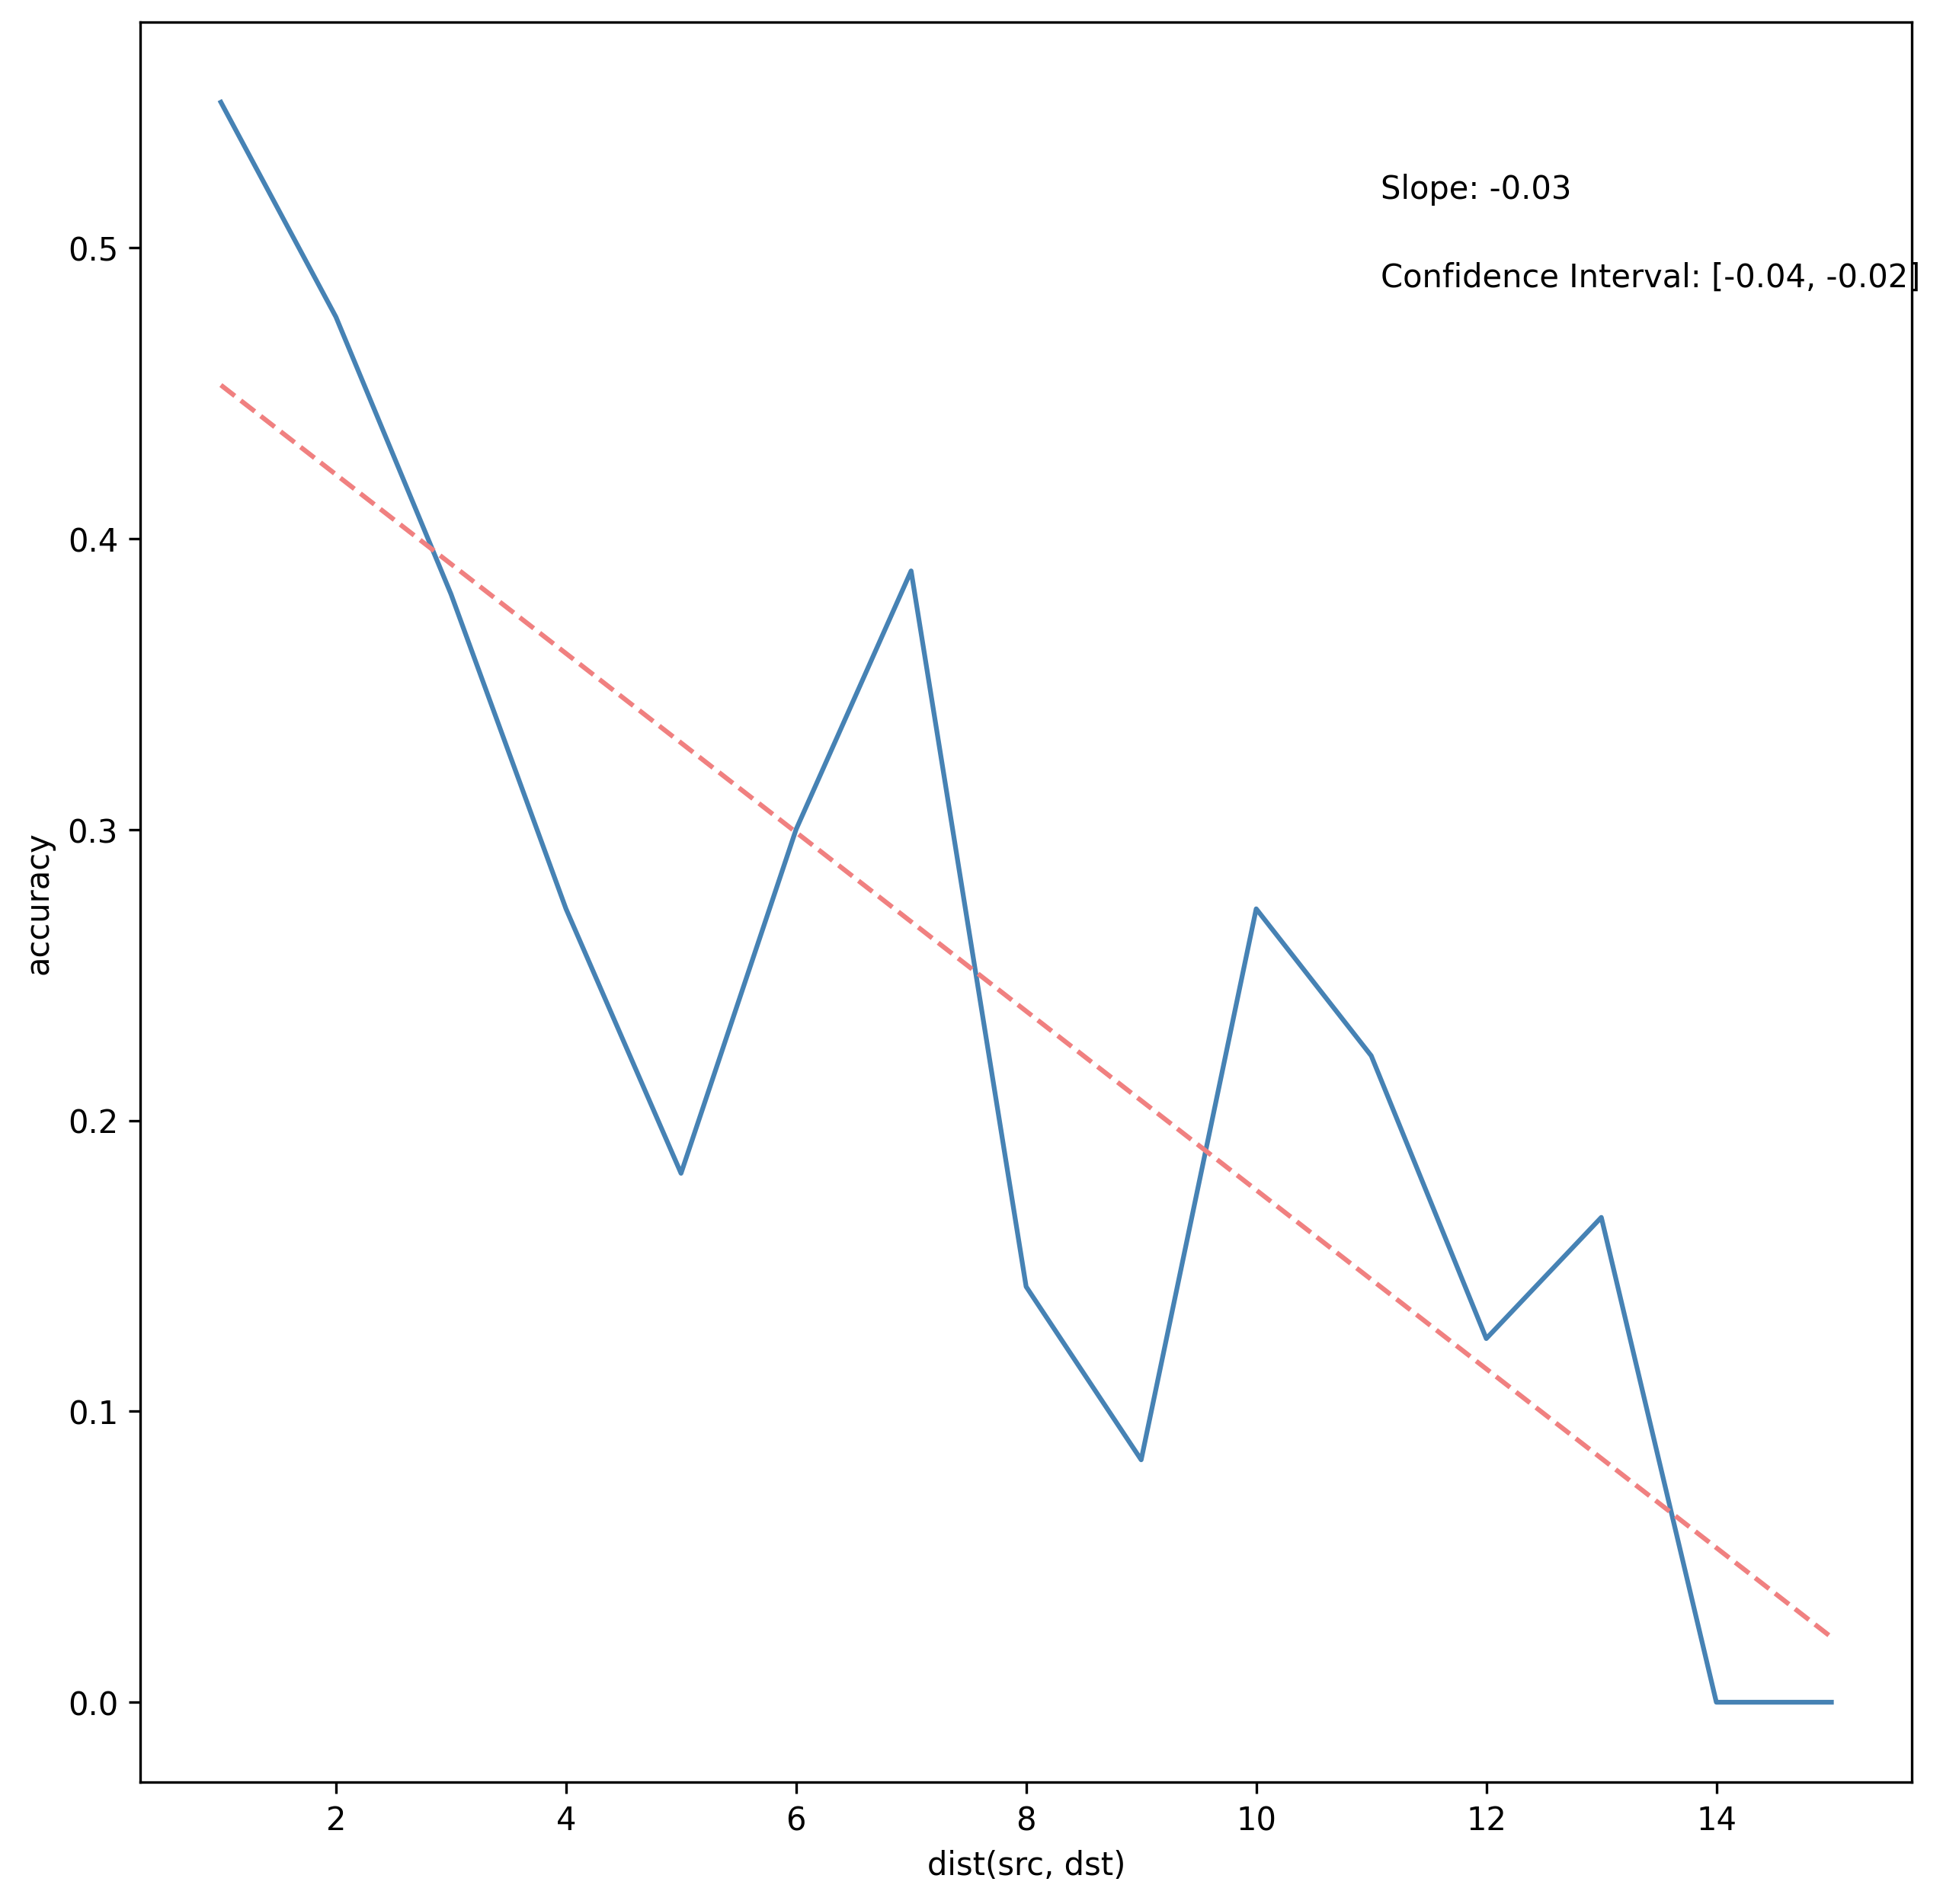 Slope: -0.03
Confidence Interval: [-0.04, -0.02]
0.5
0.4
0.3
0.2
0.1
0.0
accuracy
2 4 6 8 10 12 14
dist(src, dst)